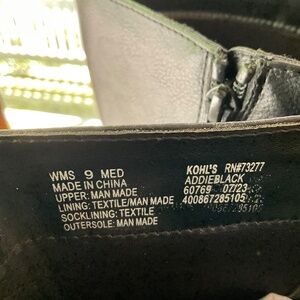 WMS 9 MED
MADE IN CHINA
UPPER: MAN MADE
LINING: TEXTILE/MAN MADE
SOCKLINING: TEXTILE
OUTERSOLE: MAN MADE
KOHL'S RN#73277
ADDIEBLACK
60769 07/23
400867285105